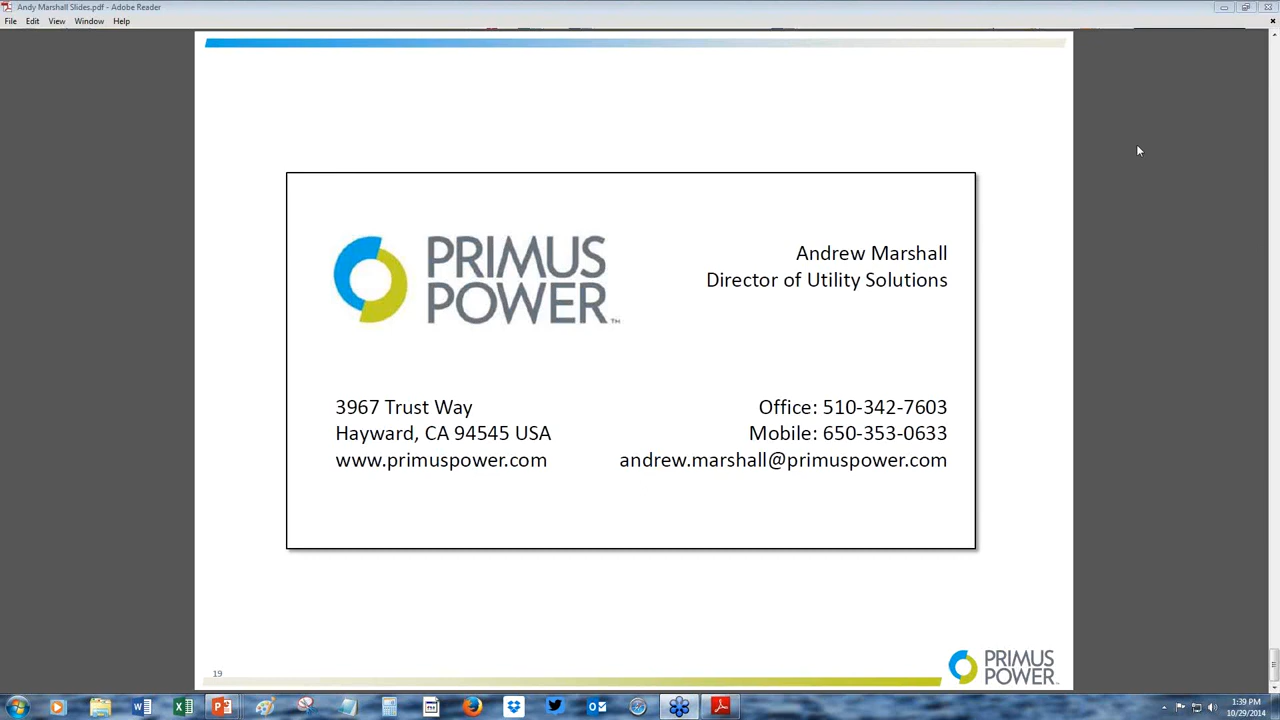 Andy Marshall Slides.pdf - Adobe Reader
File Edit View Window Help
PRIMUS
POWER™
Andrew Marshall
Director of Utility Solutions
3967 Trust Way
Hayward, CA 94545 USA
www.primuspower.com
Office: 510-342-7603
Mobile: 650-353-0633
andrew.marshall@primuspower.com
19
PRIMUS
POWER™
1:39 PM
10/29/2014